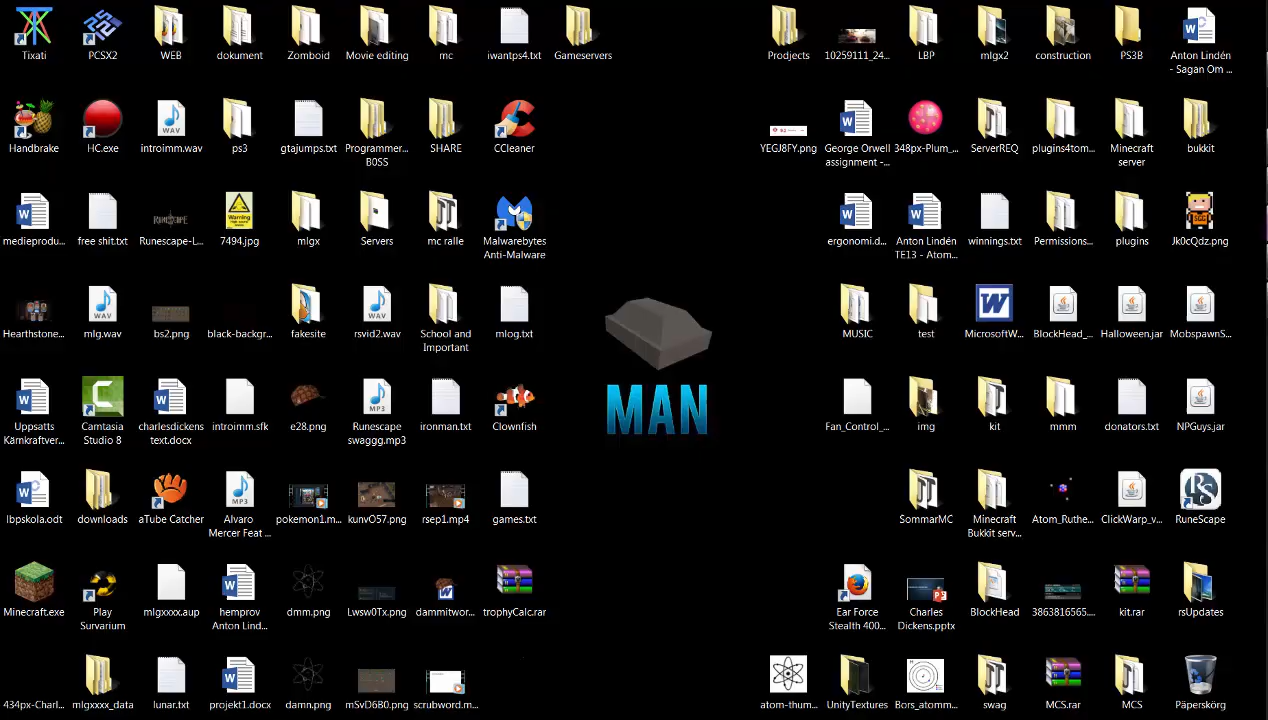 Tixati
PCSX2
WEB
dokument
Zomboid
Movie editing
mc
iwantps4.txt
Gameservers
Prodjects
10259111_24...
LBP
mlgx2
construction
PS3B
Anton Lindén
- Sagan Om ...
Handbrake
HC.exe
introimm.wav
ps3
gtajumps.txt
Programmer...
B0SS
SHARE
CCleaner
YEGJ8FY.png
George Orwell
assignment -...
348px-Plum_...
ServerREQ
plugins4tom...
Minecraft
server
bukkit
medieprodu...
free shit.txt
Runescape-L...
7494.jpg
mlgx
Servers
mc ralle
Malwarebytes
Anti-Malware
ergonomi.d...
Anton Lindén
TE13 - Atom...
winnings.txt
Permissions...
plugins
Jk0cQdz.png
Hearthstone...
mlg.wav
bs2.png
black-backgr...
fakesite
rsvid2.wav
School and
Important
mlog.txt
MUSIC
test
MicrosoftW...
BlockHead_...
Halloween.jar
MobspawnS...
MAN
Uppsatts
Kärnkraftver...
Camtasia
Studio 8
charlesdickens
text.docx
introimm.sfk
e28.png
Runescape
swaggg.mp3
ironman.txt
Clownfish
Fan_Control_...
img
kit
mmm
donators.txt
NPGuys.jar
lbpskola.odt
downloads
aTube Catcher
Alvaro
Mercer Feat ...
pokemon1.m...
kunvO57.png
rsep1.mp4
games.txt
SommarMC
Minecraft
Bukkit serv...
Atom_Ruthe...
ClickWarp_v...
RuneScape
Minecraft.exe
Play
Survarium
mlgxxxx.aup
hemprov
Anton Lind...
dmm.png
Lwsw0Tx.png
dammitwor...
trophyCalc.rar
Ear Force
Stealth 400...
Charles
Dickens.pptx
BlockHead
3863816565...
kit.rar
rsUpdates
434px-Charl...
mlgxxxx_data
lunar.txt
projekt1.docx
damn.png
mSvD6B0.png
scrubword.m...
atom-thum...
UnityTextures
Bors_atomm...
swag
MCS.rar
MCS
Papperskorg